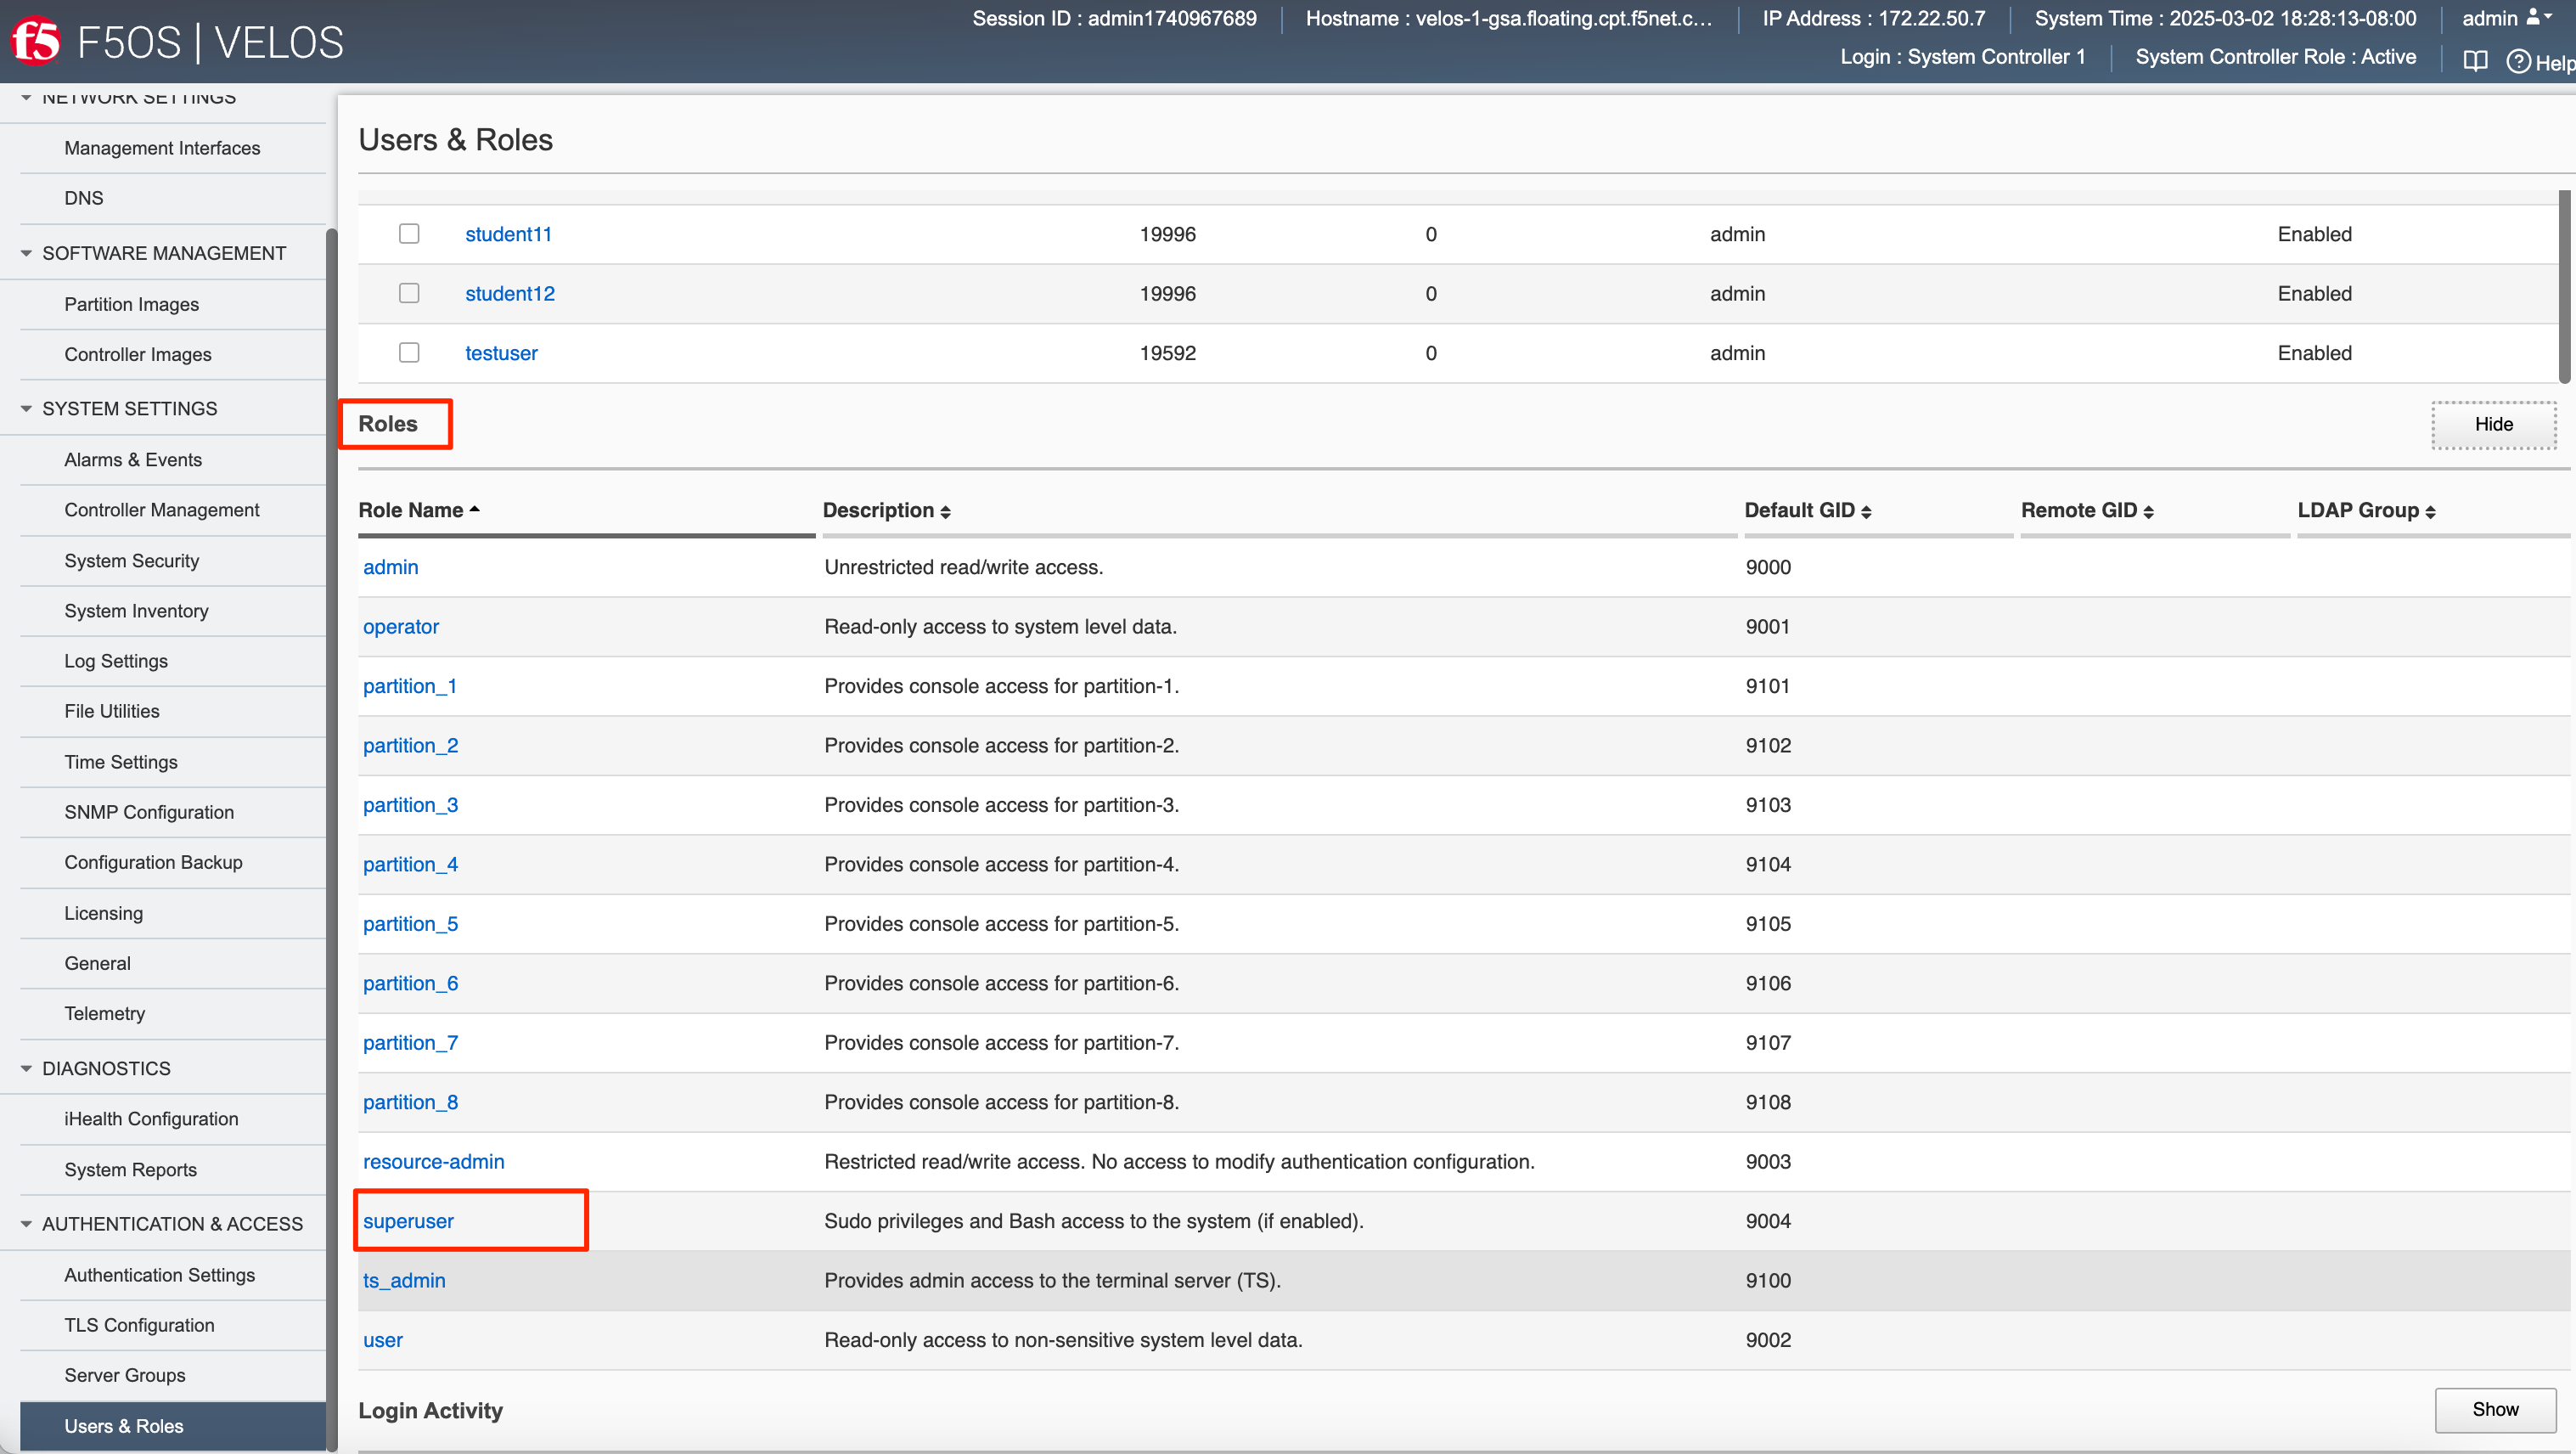 f5 F5OS | VELOS
Session ID : admin1740967689 Hostname : velos-1-gsa.floating.cpt.f5net.c... IP Address : 172.22.50.7 System Time : 2025-03-02 18:28:13-08:00 admin
Login : System Controller 1 System Controller Role : Active Help
NETWORK SETTINGS
Management Interfaces
DNS
SOFTWARE MANAGEMENT
Partition Images
Controller Images
SYSTEM SETTINGS
Alarms & Events
Controller Management
System Security
System Inventory
Log Settings
File Utilities
Time Settings
SNMP Configuration
Configuration Backup
Licensing
General
Telemetry
DIAGNOSTICS
iHealth Configuration
System Reports
AUTHENTICATION & ACCESS
Authentication Settings
TLS Configuration
Server Groups
Users & Roles
Users & Roles
student11 19996 0 admin Enabled
student12 19996 0 admin Enabled
testuser 19592 0 admin Enabled
Roles Hide
Role Name Description Default GID Remote GID LDAP Group
admin Unrestricted read/write access. 9000
operator Read-only access to system level data. 9001
partition_1 Provides console access for partition-1. 9101
partition_2 Provides console access for partition-2. 9102
partition_3 Provides console access for partition-3. 9103
partition_4 Provides console access for partition-4. 9104
partition_5 Provides console access for partition-5. 9105
partition_6 Provides console access for partition-6. 9106
partition_7 Provides console access for partition-7. 9107
partition_8 Provides console access for partition-8. 9108
resource-admin Restricted read/write access. No access to modify authentication configuration. 9003
superuser Sudo privileges and Bash access to the system (if enabled). 9004
ts_admin Provides admin access to the terminal server (TS). 9100
user Read-only access to non-sensitive system level data. 9002
Login Activity Show